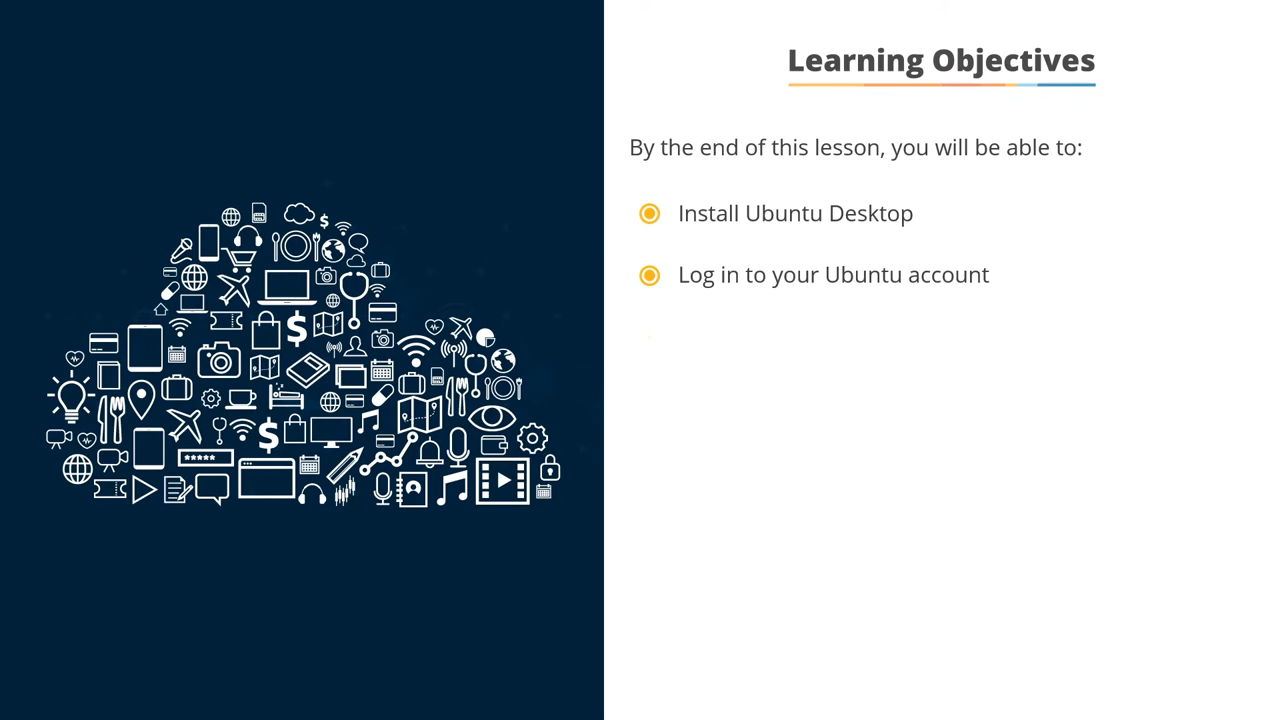 Learning Objectives
By the end of this lesson, you will be able to:
Install Ubuntu Desktop
Log in to your Ubuntu account